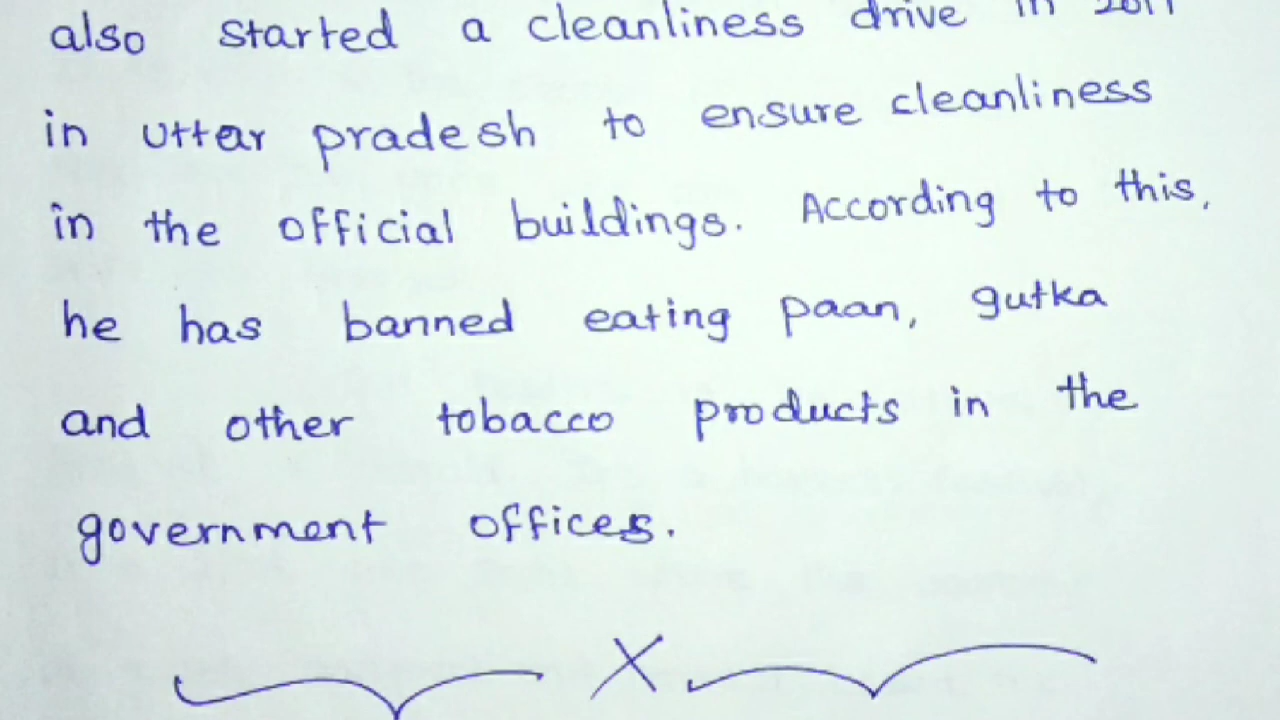 also started a cleanliness drive in
in uttar pradesh to ensure cleanliness
in the official buildings. According to this,
he has banned eating paan, gutka
and other tobacco products in the
government offices.
X